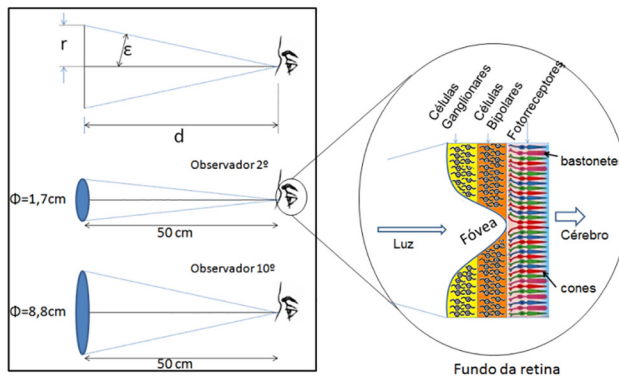 r
ε
d
Observador 2º
Φ=1,7cm
50 cm
Observador 10º
Φ=8,8cm
50 cm
Células
Ganglionares
Células
Bipolares
Fotorreceptores
bastonetes
Luz
Fóvea
Cérebro
cones
Fundo da retina